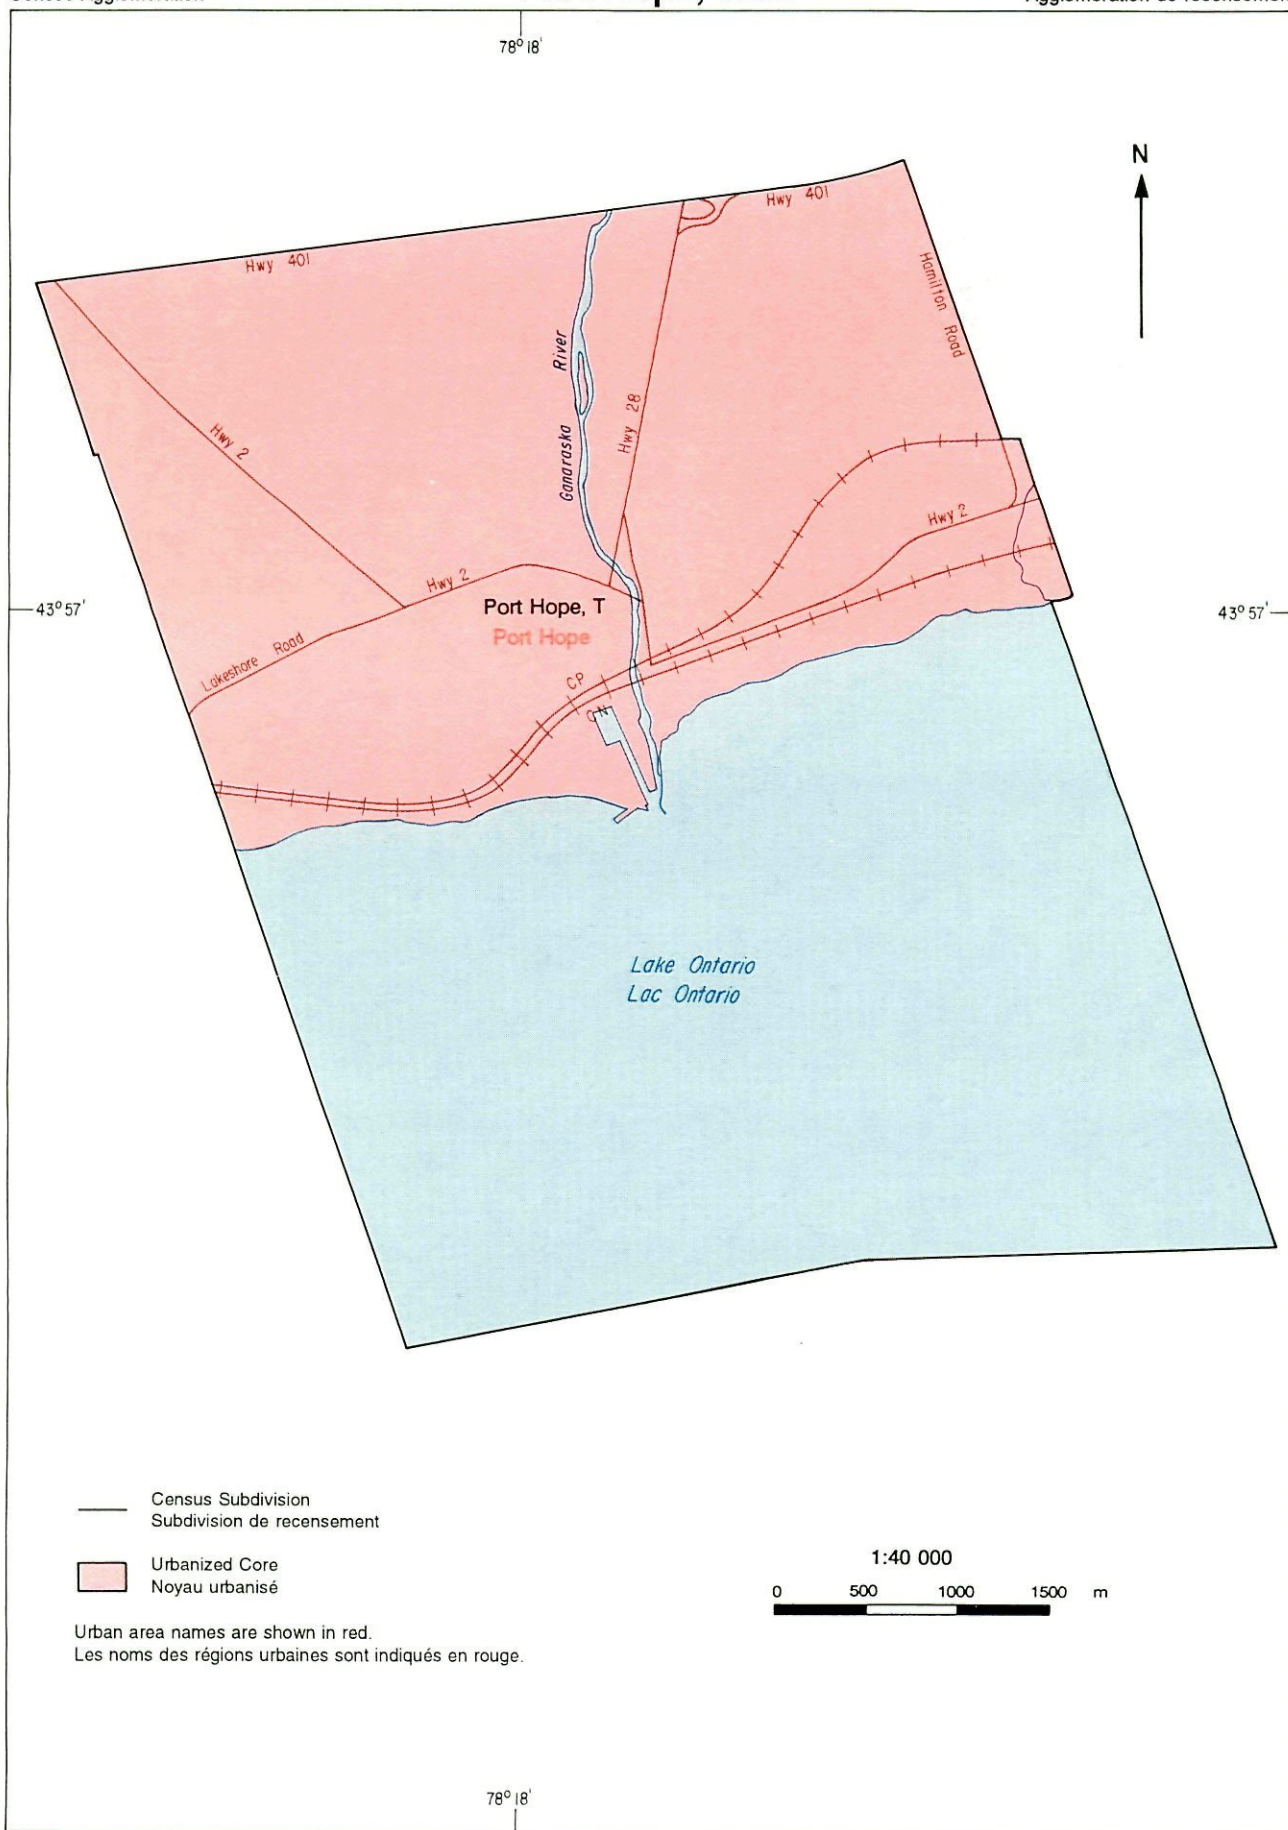 78° 18'
N
Hwy 401
Hwy 401
Hamilton Road
Ganaraska River
Hwy 28
Hwy 2
Hwy 2
Hwy 2
43° 57'
Port Hope, T
43° 57'
Port Hope
Lakeshore Road
CP
CN
Lake Ontario
Lac Ontario
Census Subdivision
Subdivision de recensement
Urbanized Core
Noyau urbanisé
1:40 000
0 500 1000 1500 m
Urban area names are shown in red.
Les noms des régions urbaines sont indiqués en rouge.
78° 18'